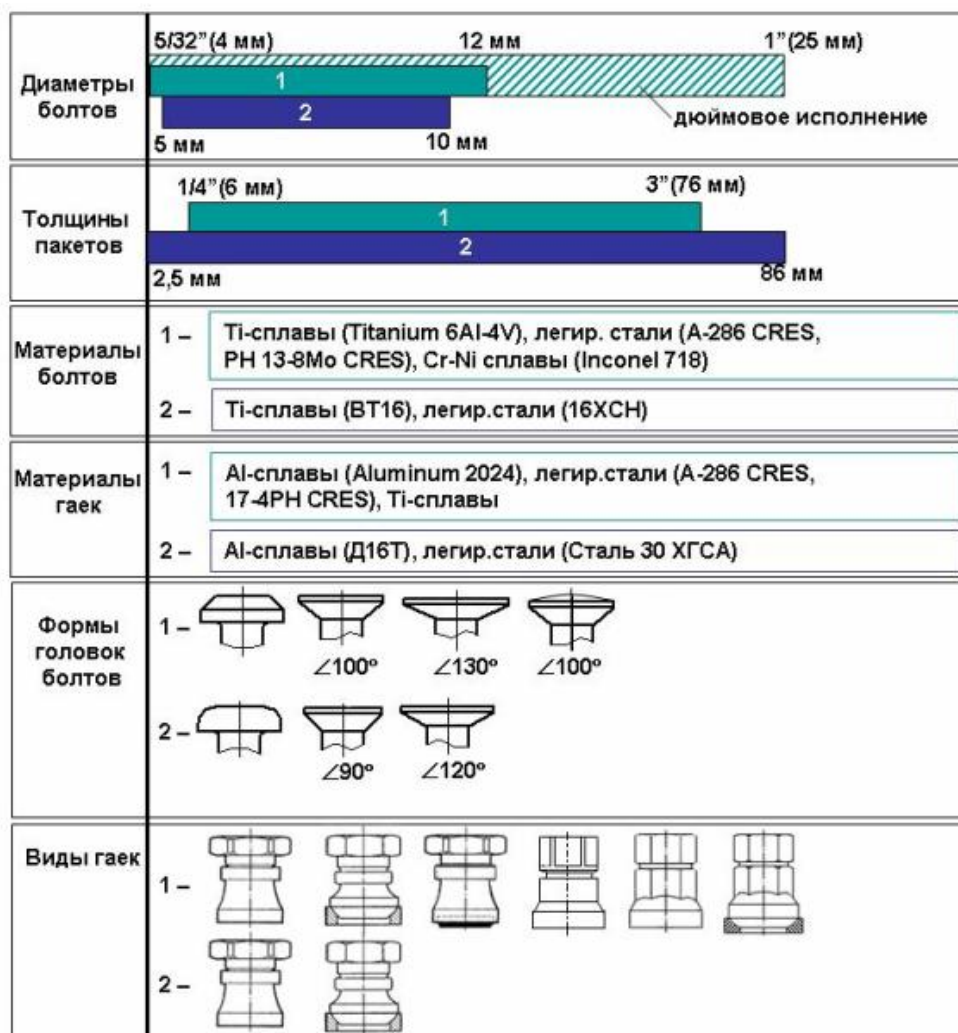 5/32”(4 мм) 12 мм 1”(25 мм)
Диаметры
болтов
1
2
дюймовое исполнение
5 мм 10 мм
1/4”(6 мм) 3”(76 мм)
Толщины
пакетов
1
2
2,5 мм 86 мм
Материалы
болтов
1 – Ti-сплавы (Titanium 6Al-4V), легир. стали (A-286 CRES,
PH 13-8Mo CRES), Cr-Ni сплавы (Inconel 718)
2 – Ti-сплавы (ВТ16), легир.стали (16ХСН)
Материалы
гаек
1 – Al-сплавы (Aluminum 2024), легир.стали (A-286 CRES,
17-4PH CRES), Ti-сплавы
2 – Al-сплавы (Д16Т), легир.стали (Сталь 30 ХГСА)
Формы
головок
болтов
1 –
∠100° ∠130° ∠100°
2 –
∠90° ∠120°
Виды гаек
1 –
2 –